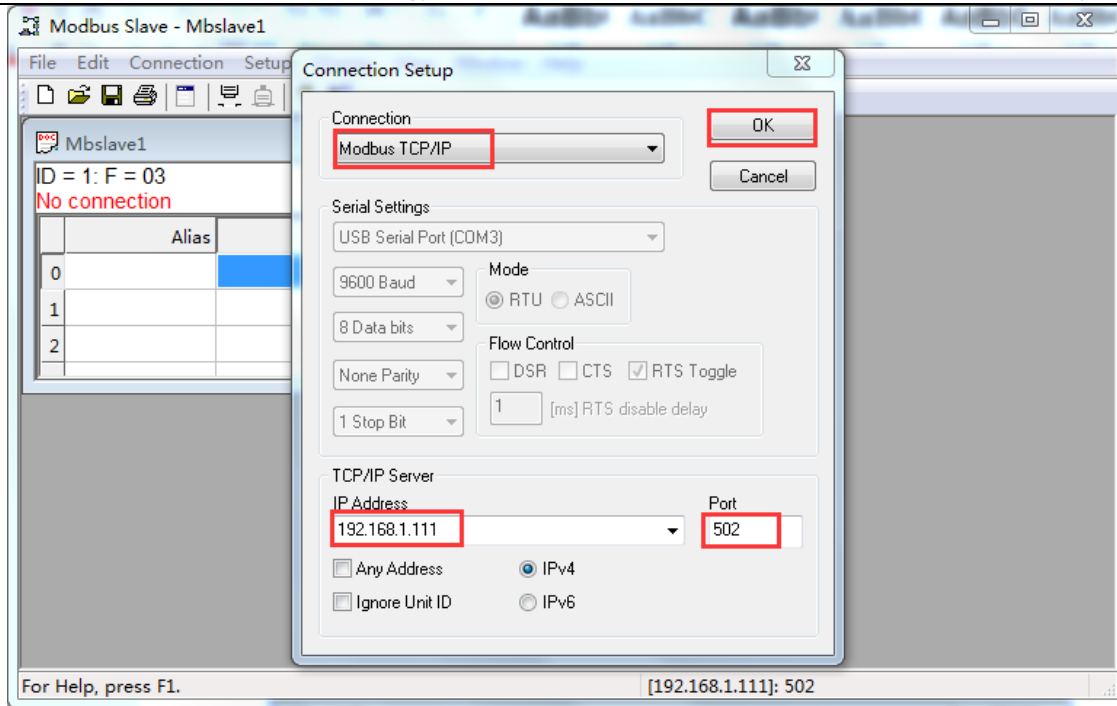 Modbus Slave - Mbslave1
File Edit Connection Setup
Mbslave1
ID = 1: F = 03
No connection
Alias
0
1
2
Connection Setup
Connection
Modbus TCP/IP
OK
Cancel
Serial Settings
USB Serial Port (COM3)
9600 Baud
Mode
RTU ASCII
8 Data bits
Flow Control
DSR CTS RTS Toggle
None Parity
1 [ms] RTS disable delay
1 Stop Bit
TCP/IP Server
IP Address Port
192.168.1.111 502
Any Address IPv4
Ignore Unit ID IPv6
For Help, press F1. [192.168.1.111]: 502